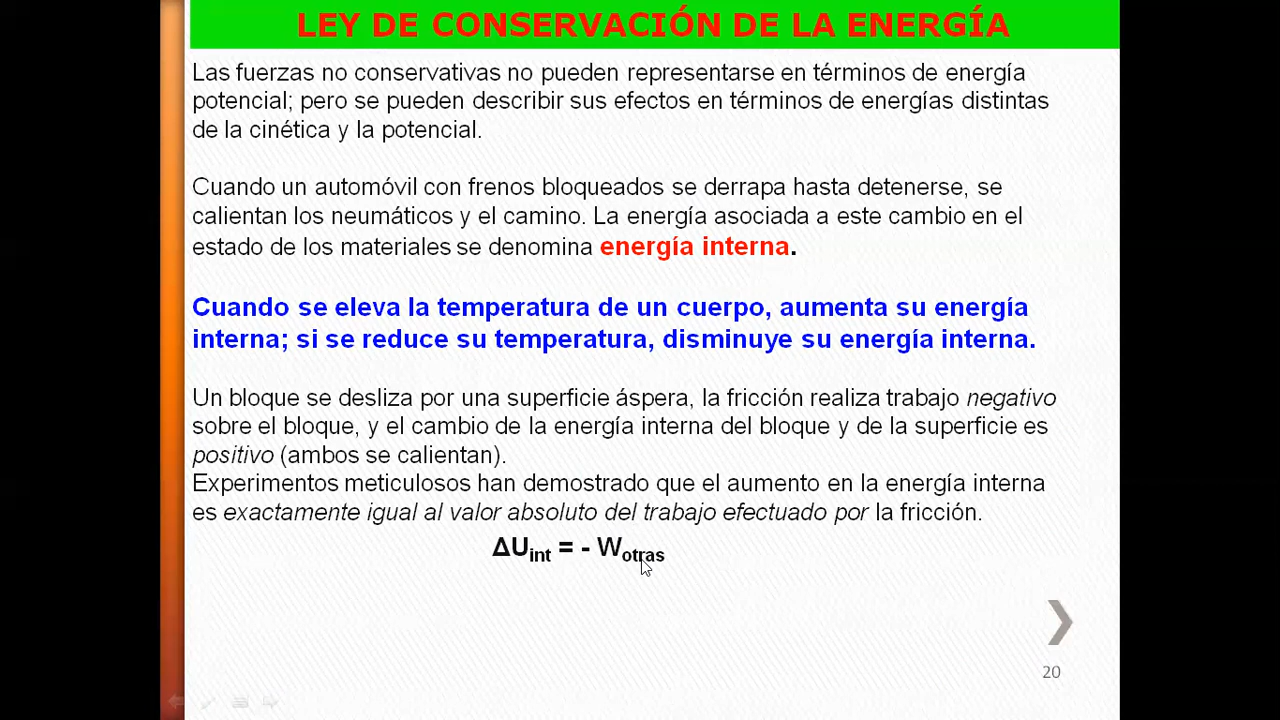 LEY DE CONSERVACIÓN DE LA ENERGÍA
Las fuerzas no conservativas no pueden representarse en términos de energía
potencial; pero se pueden describir sus efectos en términos de energías distintas
de la cinética y la potencial.
Cuando un automóvil con frenos bloqueados se derrapa hasta detenerse, se
calientan los neumáticos y el camino. La energía asociada a este cambio en el
estado de los materiales se denomina energía interna.
Cuando se eleva la temperatura de un cuerpo, aumenta su energía
interna; si se reduce su temperatura, disminuye su energía interna.
Un bloque se desliza por una superficie áspera, la fricción realiza trabajo negativo
sobre el bloque, y el cambio de la energía interna del bloque y de la superficie es
positivo (ambos se calientan).
Experimentos meticulosos han demostrado que el aumento en la energía interna
es exactamente igual al valor absoluto del trabajo efectuado por la fricción.
ΔUint = - Wotras
20